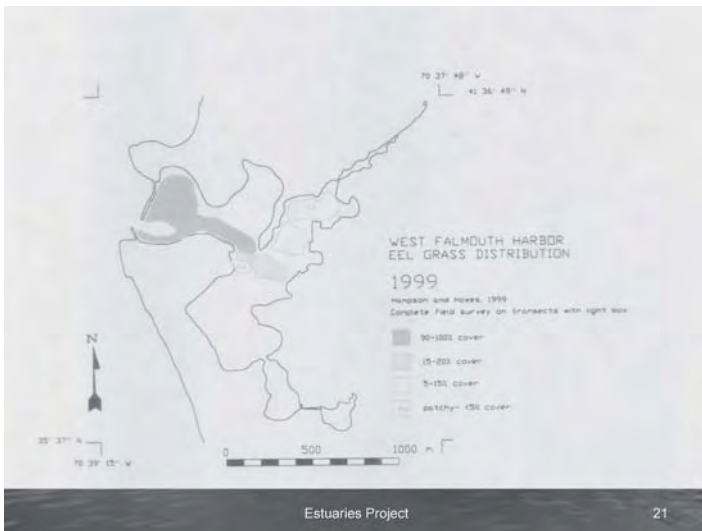 70 37' 48" W
41 36' 49" N
WEST FALMOUTH HARBOR
EEL GRASS DISTRIBUTION
1999
Hampson and Howes, 1999
Complete field survey on transects with light box
90-100% cover
15-20% cover
5-15% cover
patchy- <5% cover
N
35' 37" N
70 39' 15" W
0 500 1000 m
Estuaries Project
21